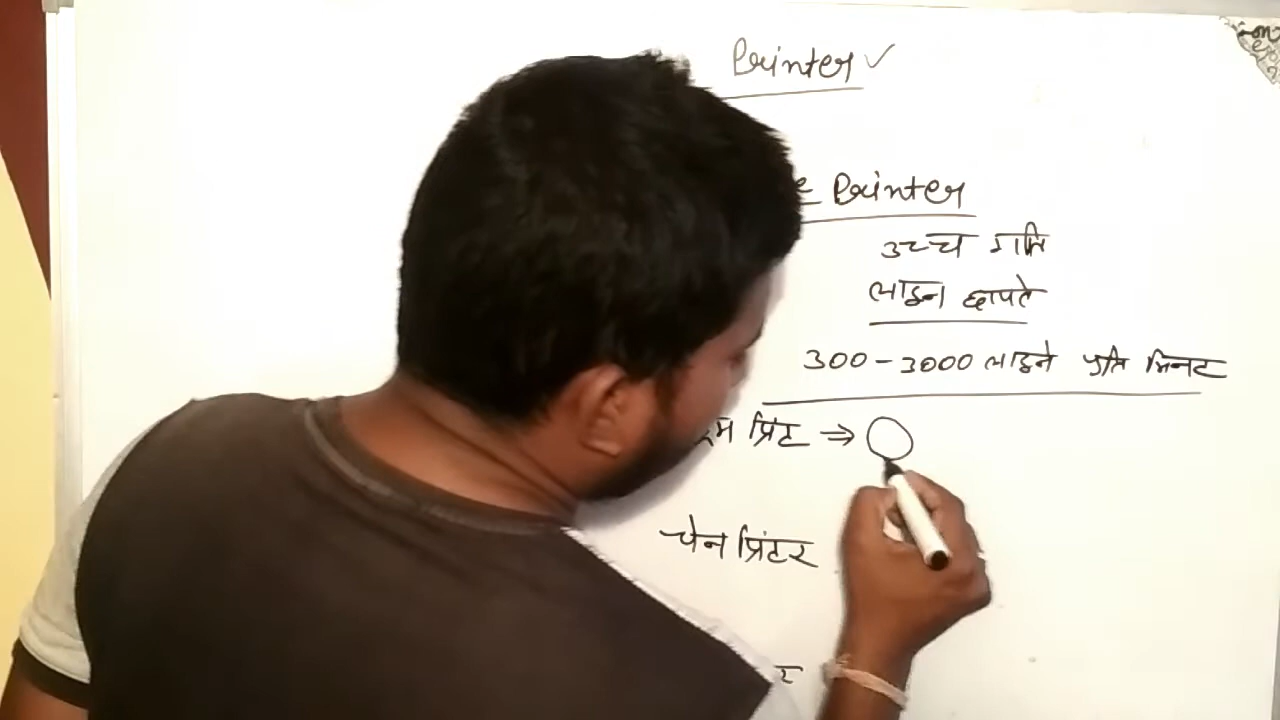 Printer ✓
Printer
उच्च गति
लाइन छापते
300-3000 लाइने प्रति मिनट
प्रिंट ⇒
चेन प्रिंटर